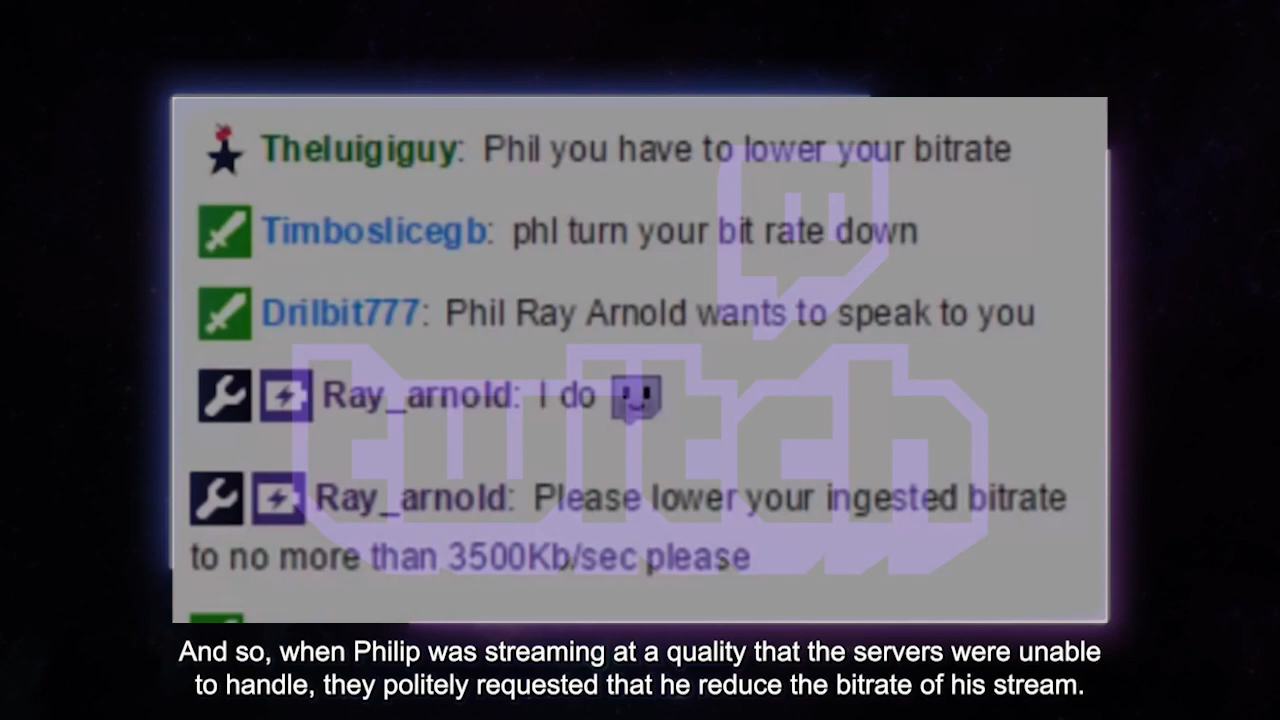 Theluigiguy: Phil you have to lower your bitrate
Timboslicegb: phl turn your bit rate down
Drilbit777: Phil Ray Arnold wants to speak to you
Ray_arnold: I do
Ray_arnold: Please lower your ingested bitrate
to no more than 3500Kb/sec please
twitch
And so, when Philip was streaming at a quality that the servers were unable
to handle, they politely requested that he reduce the bitrate of his stream.